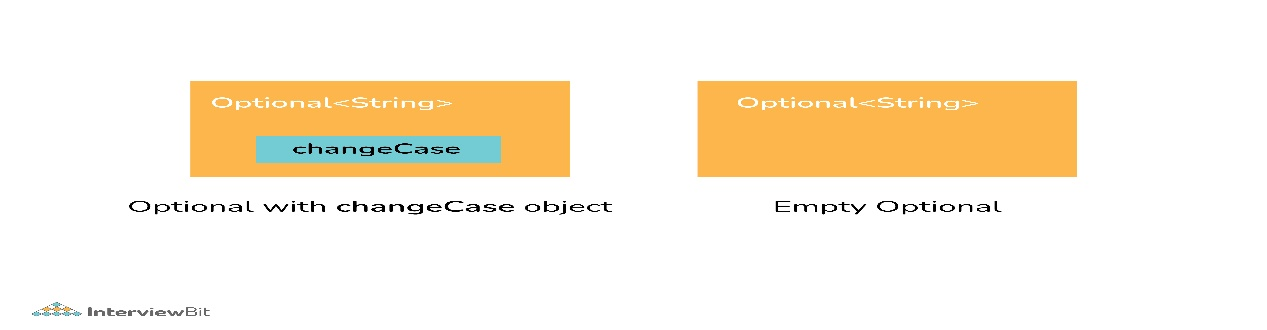 Optional<String>
changeCase
Optional with changeCase object
Optional<String>
Empty Optional
InterviewBit